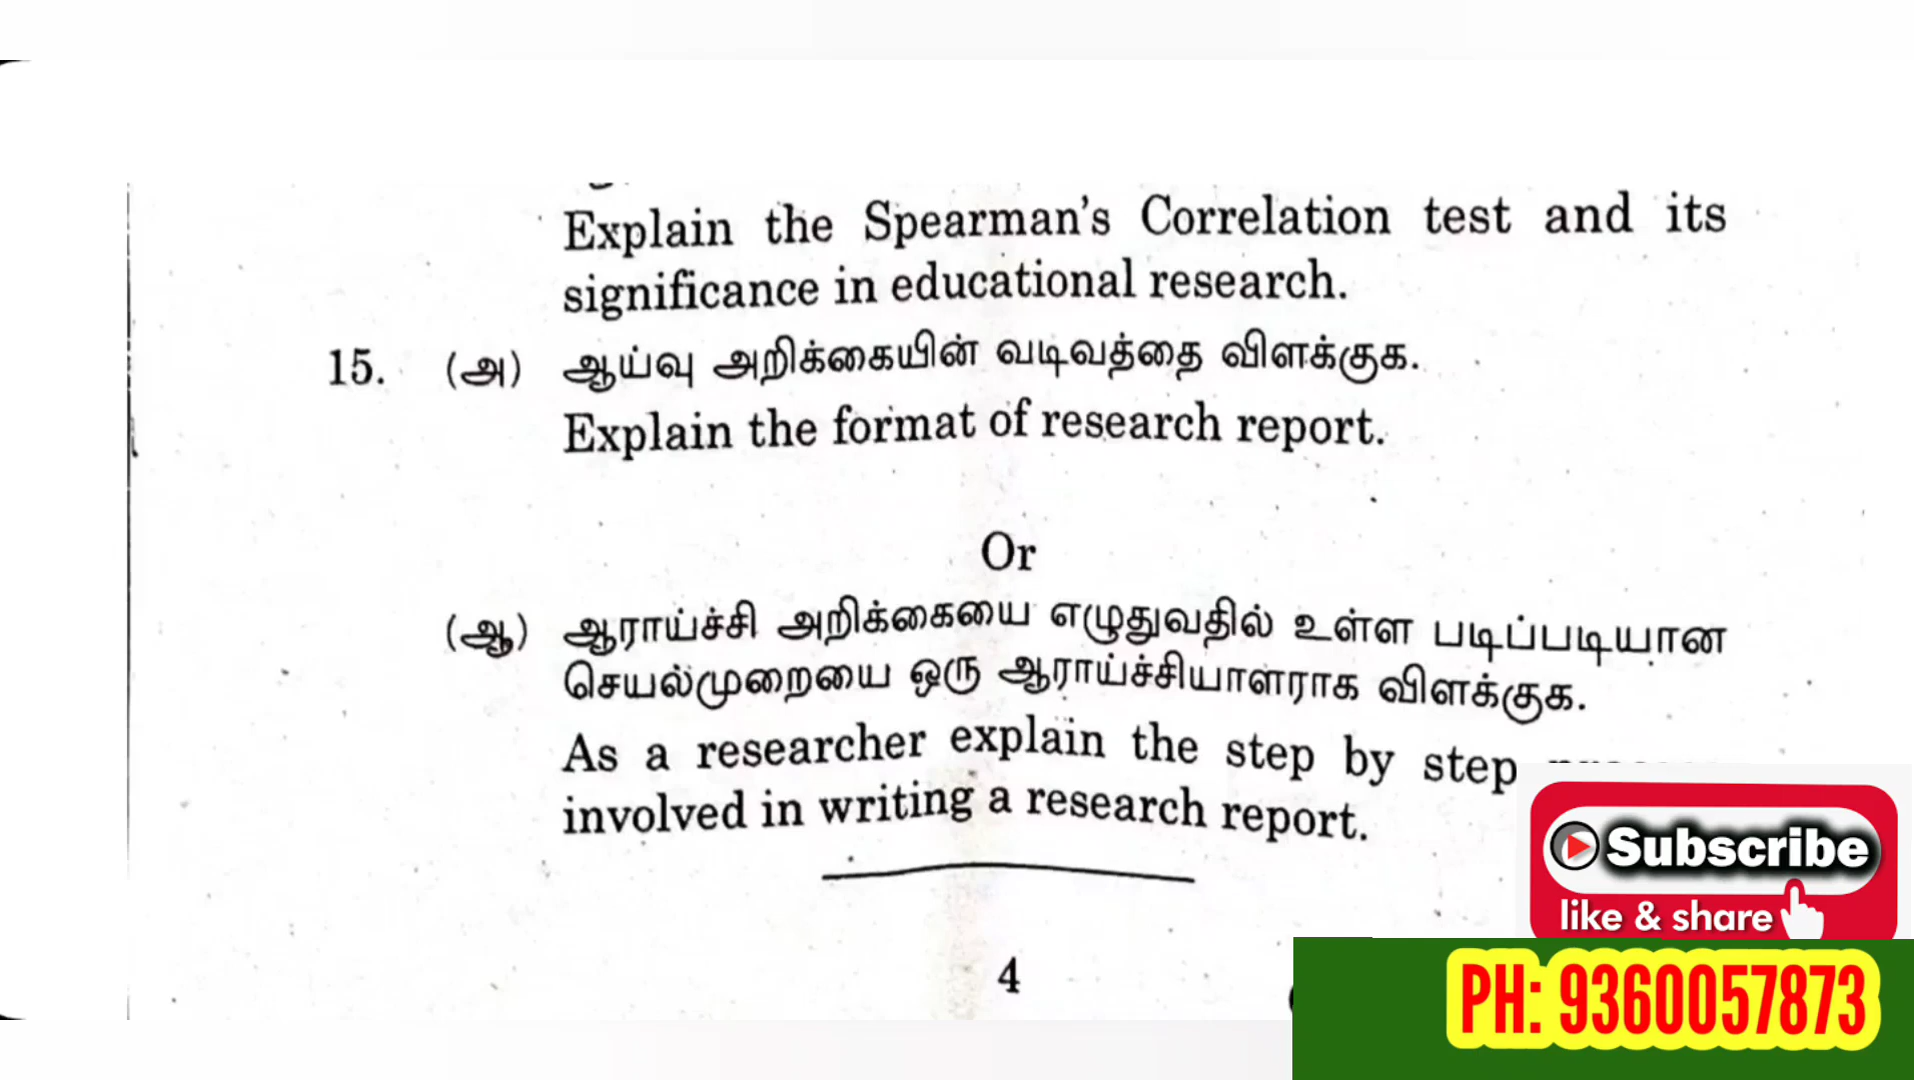 Explain the Spearman's Correlation test and its
significance in educational research.
15. (அ) ஆய்வு அறிக்கையின் வடிவத்தை விளக்குக.
Explain the format of research report.
Or
(ஆ) ஆராய்ச்சி அறிக்கையை எழுதுவதில் உள்ள படிப்படியான
செயல்முறையை ஒரு ஆராய்ச்சியாளராக விளக்குக.
As a researcher explain the step by step
involved in writing a research report.
4
Subscribe
like & share
PH: 9360057873